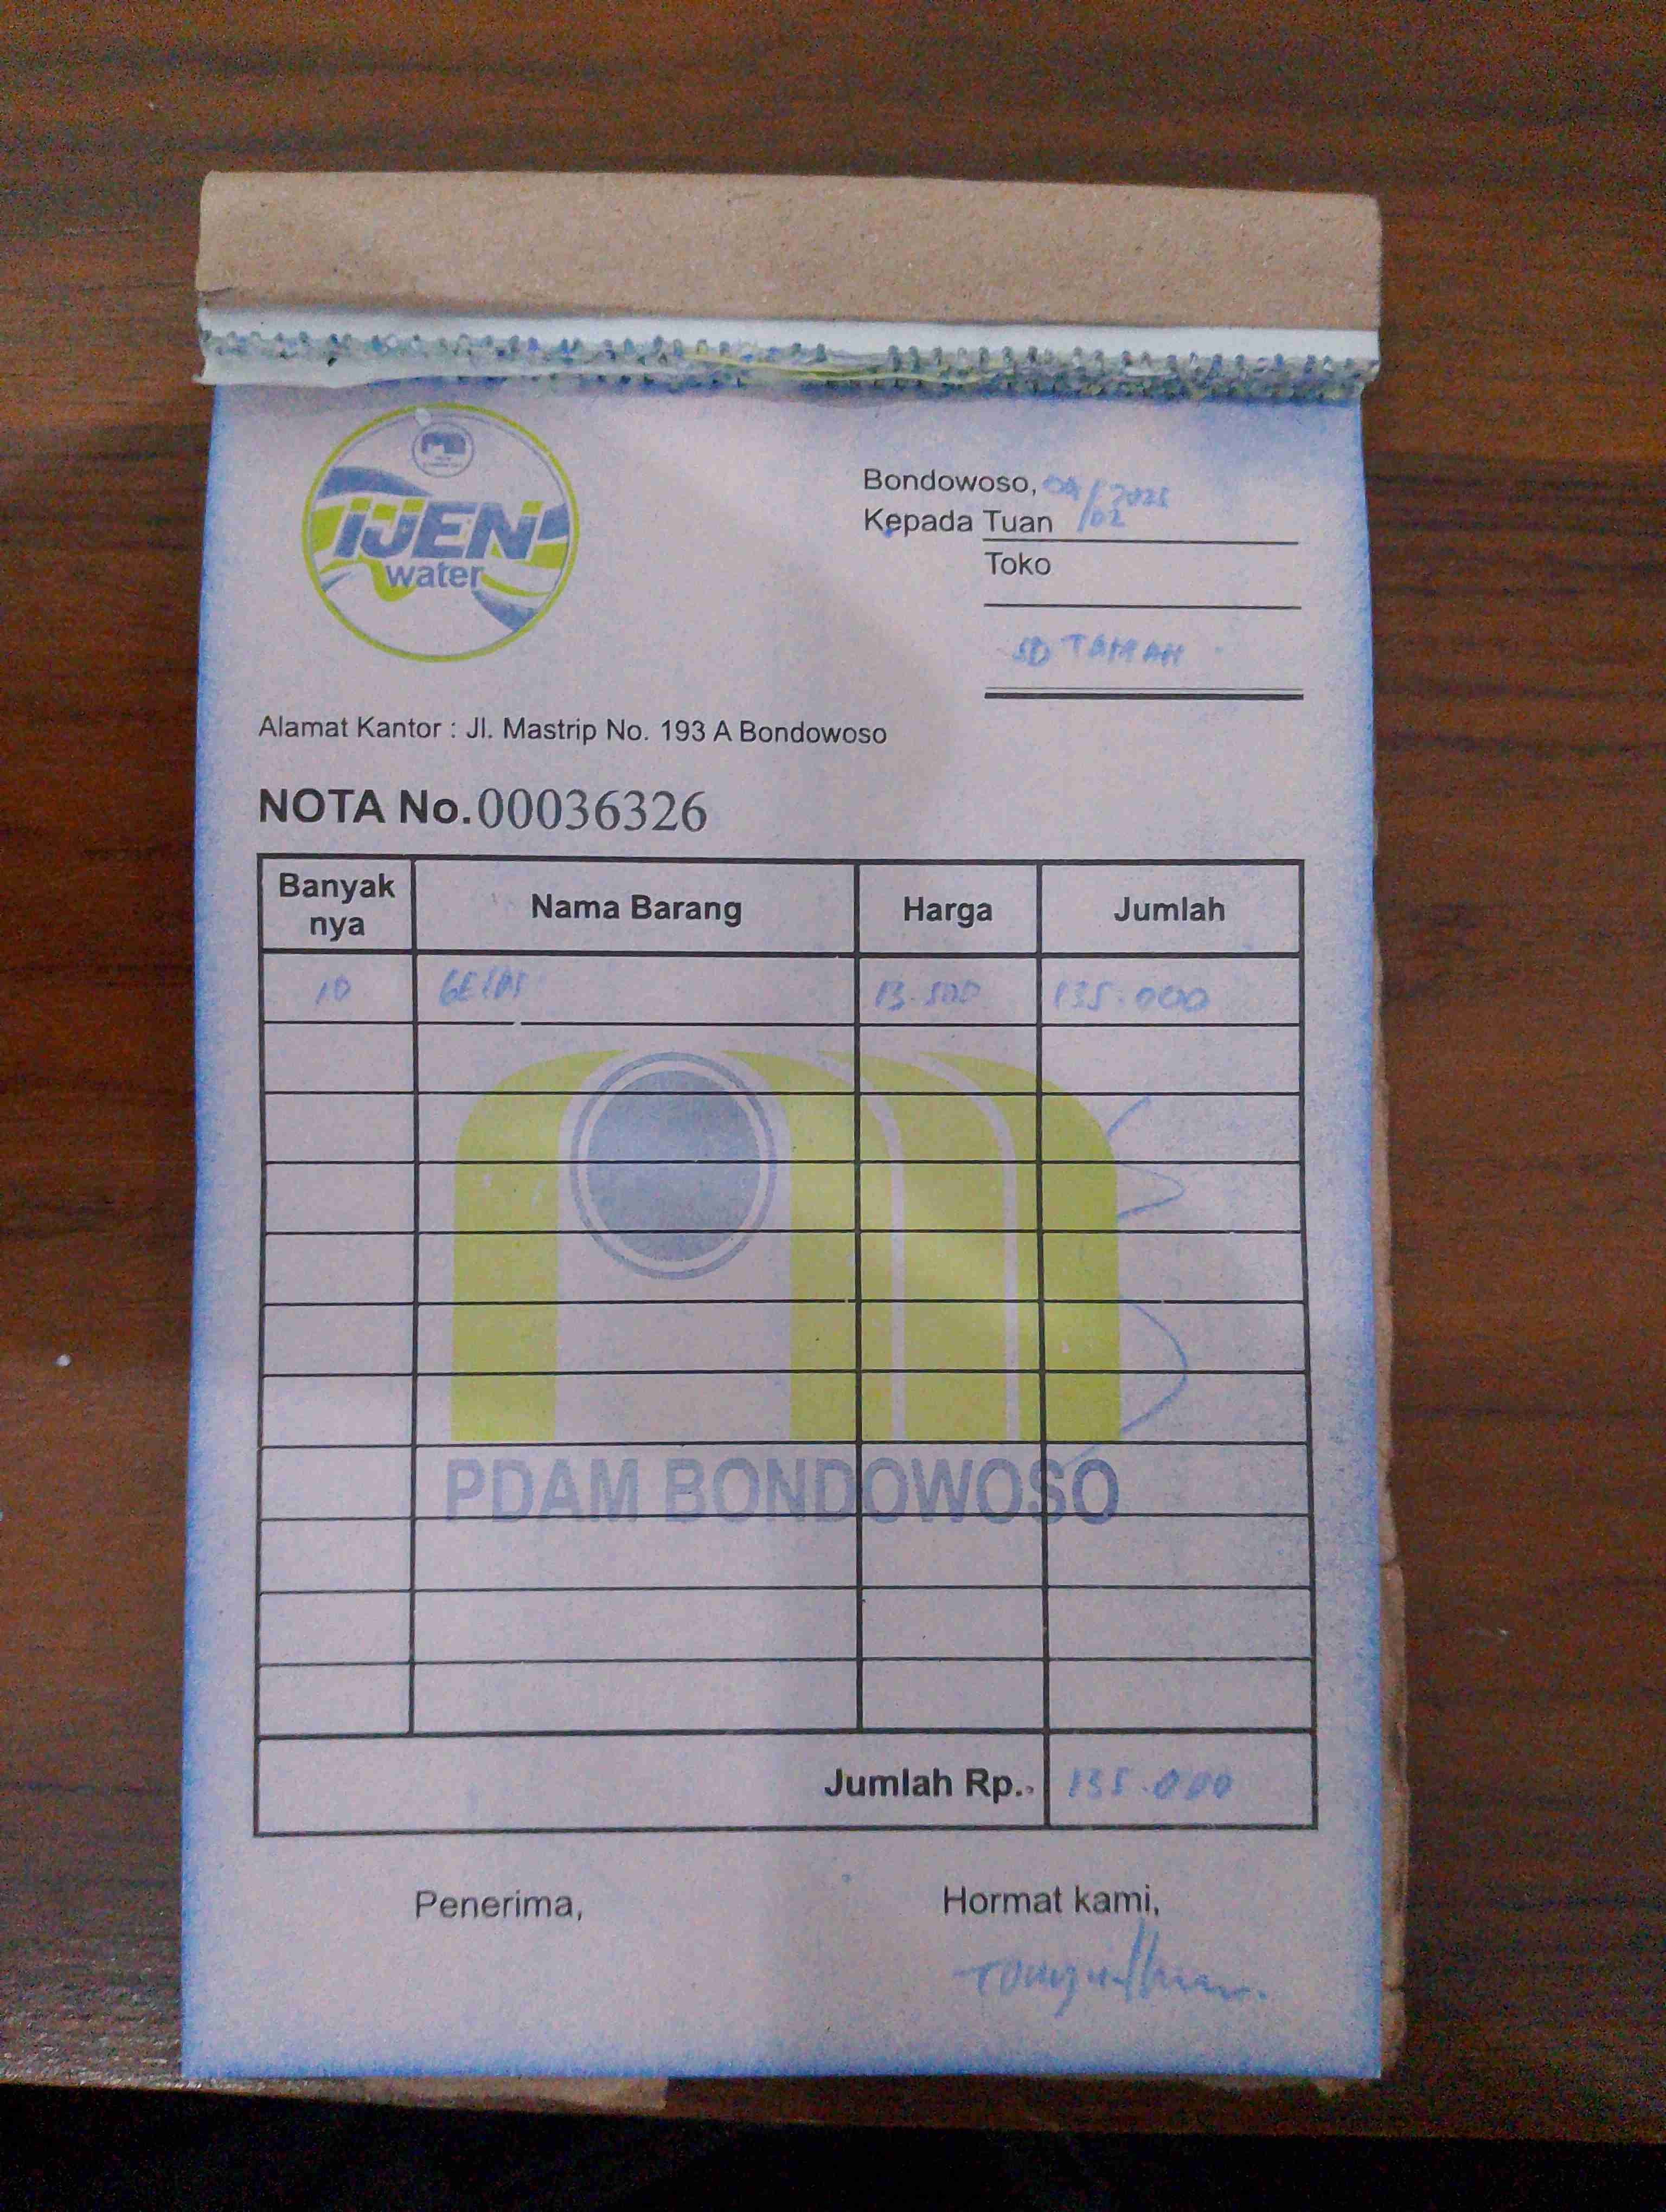 IJEN
water
Bondowoso, 04/02/2025
Kepada Tuan
Toko
SD TAMAN
Alamat Kantor : Jl. Mastrip No. 193 A Bondowoso
NOTA No. 00036326
Banyak nya Nama Barang Harga Jumlah
10 GELAS 13.500 135.000
PDAM BONDOWOSO
Jumlah Rp.. 135.000
Penerima, Hormat kami,